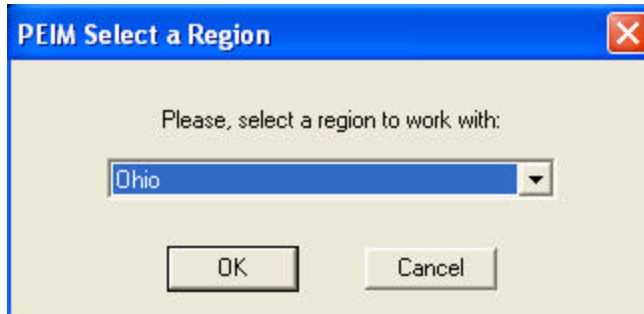 PEIM Select a Region
Please, select a region to work with:
Ohio
OK Cancel